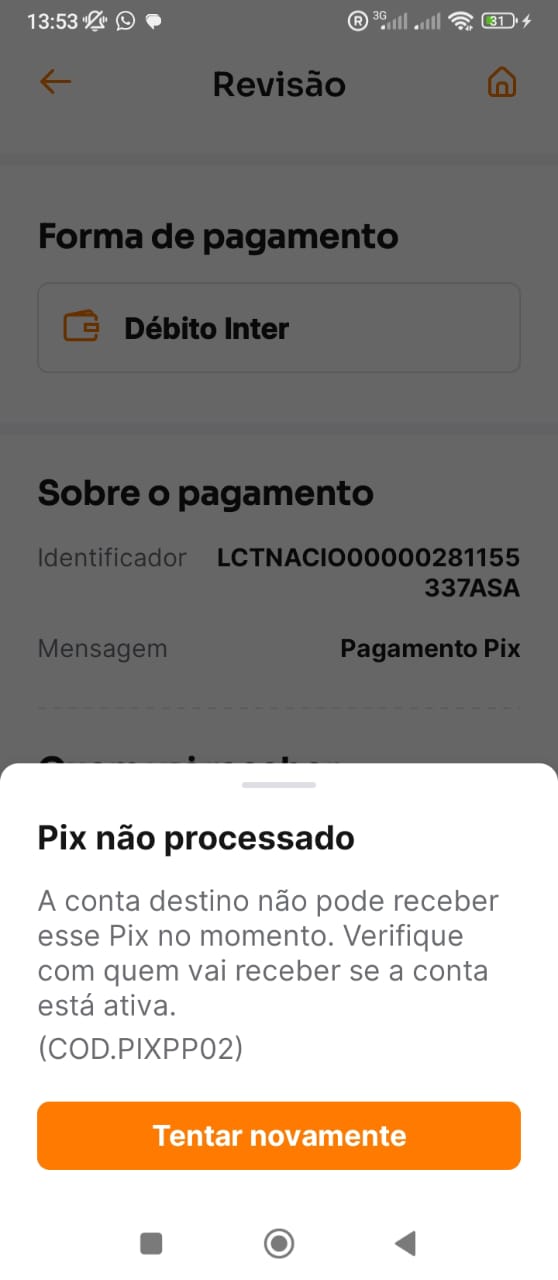 13:53 R 3G 31
Revisão
Forma de pagamento
Débito Inter
Sobre o pagamento
Identificador LCTNACIO00000281155
337ASA
Mensagem Pagamento Pix
Pix não processado
A conta destino não pode receber
esse Pix no momento. Verifique
com quem vai receber se a conta
está ativa.
(COD.PIXPP02)
Tentar novamente